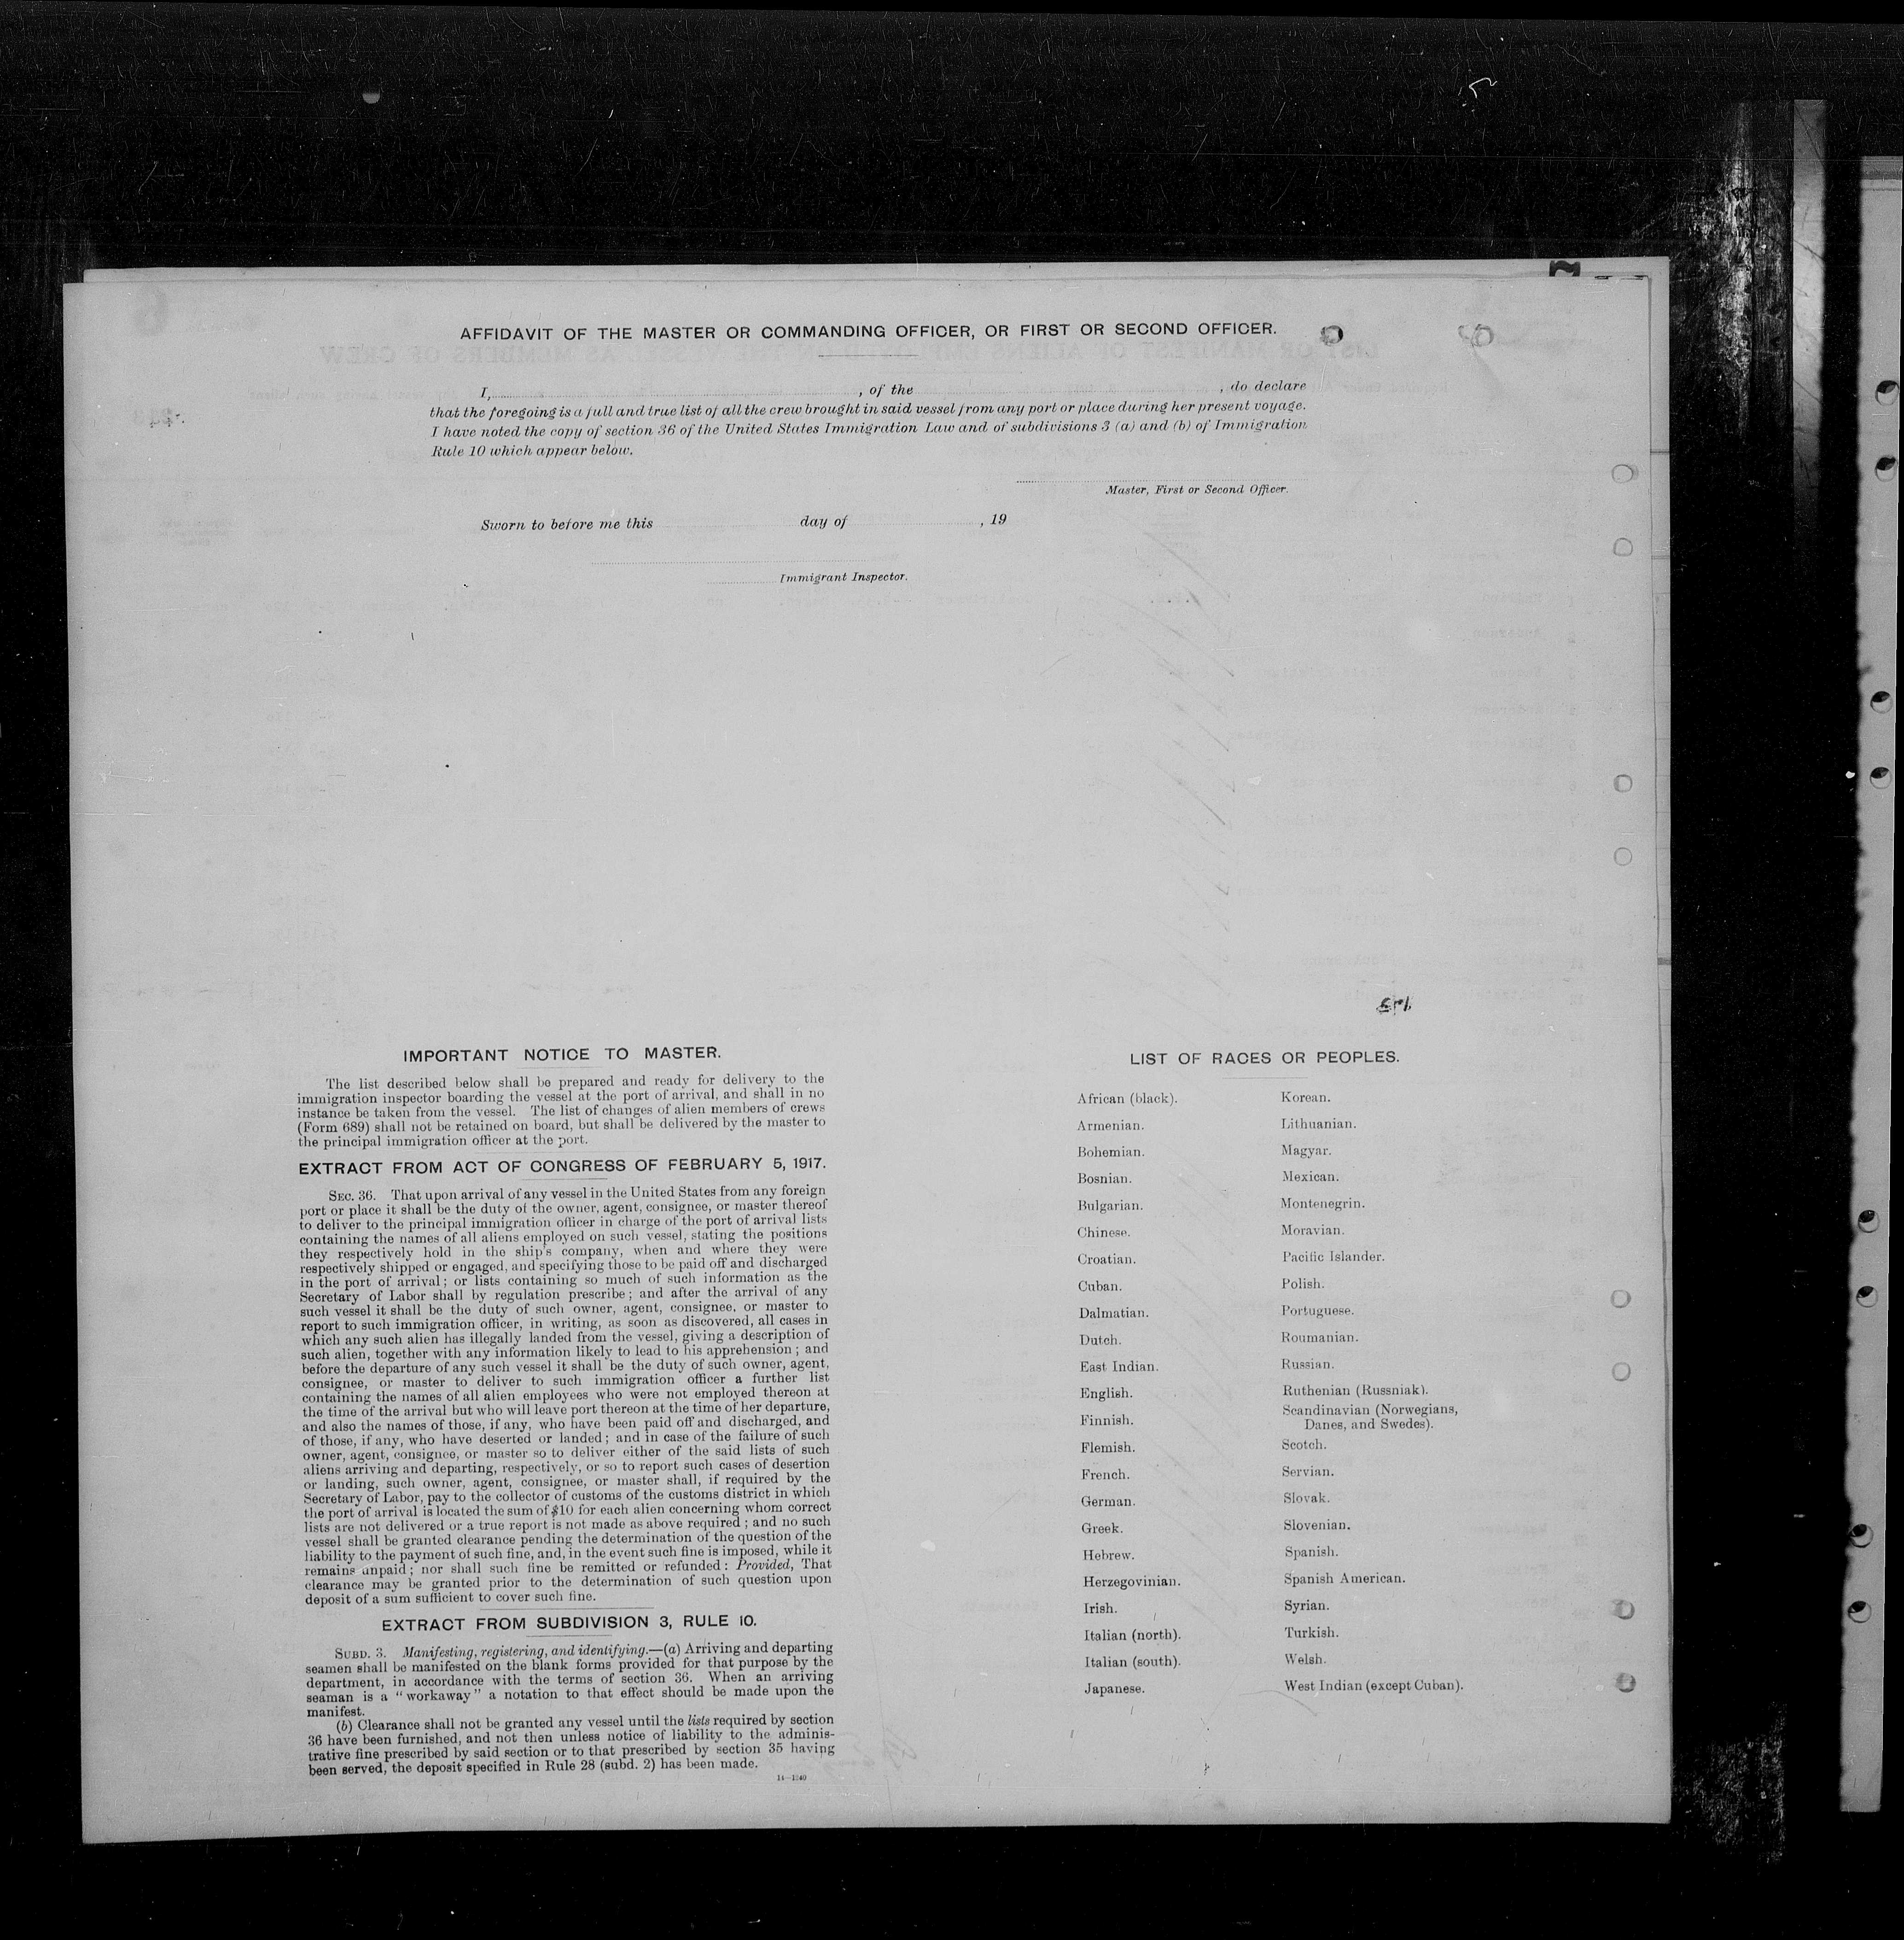 AFFIDAVIT OF THE MASTER OR COMMANDING OFFICER, OR FIRST OR SECOND OFFICER.
I, , of the , do declare
that the foregoing is a full and true list of all the crew brought in said vessel from any port or place during her present voyage.
I have noted the copy of section 36 of the United States Immigration Law and of subdivisions 3 (a) and (b) of Immigration
Rule 10 which appear below.
Master, First or Second Officer.
Sworn to before me this day of , 19
Immigrant Inspector.
IMPORTANT NOTICE TO MASTER.
The list described below shall be prepared and ready for delivery to the
immigration inspector boarding the vessel at the port of arrival, and shall in no
instance be taken from the vessel. The list of changes of alien members of crews
(Form 689) shall not be retained on board, but shall be delivered by the master to
the principal immigration officer at the port.
EXTRACT FROM ACT OF CONGRESS OF FEBRUARY 5, 1917.
SEC. 36. That upon arrival of any vessel in the United States from any foreign
port or place it shall be the duty of the owner, agent, consignee, or master thereof
to deliver to the principal immigration officer in charge of the port of arrival lists
containing the names of all aliens employed on such vessel, stating the positions
they respectively hold in the ship's company, when and where they were
respectively shipped or engaged, and specifying those to be paid off and discharged
in the port of arrival; or lists containing so much of such information as the
Secretary of Labor shall by regulation prescribe; and after the arrival of any
such vessel it shall be the duty of such owner, agent, consignee, or master to
report to such immigration officer, in writing, as soon as discovered, all cases in
which any such alien has illegally landed from the vessel, giving a description of
such alien, together with any information likely to lead to his apprehension; and
before the departure of any such vessel it shall be the duty of such owner, agent,
consignee, or master to deliver to such immigration officer a further list
containing the names of all alien employees who were not employed thereon at
the time of the arrival but who will leave port thereon at the time of her departure,
and also the names of those, if any, who have been paid off and discharged, and
of those, if any, who have deserted or landed; and in case of the failure of such
owner, agent, consignee, or master so to deliver either of the said lists of such
aliens arriving and departing, respectively, or so to report such cases of desertion
or landing, such owner, agent, consignee, or master shall, if required by the
Secretary of Labor, pay to the collector of customs of the customs district in which
the port of arrival is located the sum of $10 for each alien concerning whom correct
lists are not delivered or a true report is not made as above required; and no such
vessel shall be granted clearance pending the determination of the question of the
liability to the payment of such fine, and, in the event such fine is imposed, while it
remains unpaid; nor shall such fine be remitted or refunded: Provided, That
clearance may be granted prior to the determination of such question upon
deposit of a sum sufficient to cover such fine.
EXTRACT FROM SUBDIVISION 3, RULE 10.
SUBD. 3. Manifesting, registering, and identifying.—(a) Arriving and departing
seamen shall be manifested on the blank forms provided for that purpose by the
department, in accordance with the terms of section 36. When an arriving
seaman is a "workaway" a notation to that effect should be made upon the
manifest.
(b) Clearance shall not be granted any vessel until the lists required by section
36 have been furnished, and not then unless notice of liability to the adminis-
trative fine prescribed by said section or to that prescribed by section 35 having
been served, the deposit specified in Rule 28 (subd. 2) has been made.
14—1240
LIST OF RACES OR PEOPLES.
African (black).
Armenian.
Bohemian.
Bosnian.
Bulgarian.
Chinese.
Croatian.
Cuban.
Dalmatian.
Dutch.
East Indian.
English.
Finnish.
Flemish.
French.
German.
Greek.
Hebrew.
Herzegovinian.
Irish.
Italian (north).
Italian (south).
Japanese.
Korean.
Lithuanian.
Magyar.
Mexican.
Montenegrin.
Moravian.
Pacific Islander.
Polish.
Portuguese.
Roumanian.
Russian.
Ruthenian (Russniak).
Scandinavian (Norwegians,
Danes, and Swedes).
Scotch.
Servian.
Slovak.
Slovenian.
Spanish.
Spanish American.
Syrian.
Turkish.
Welsh.
West Indian (except Cuban).